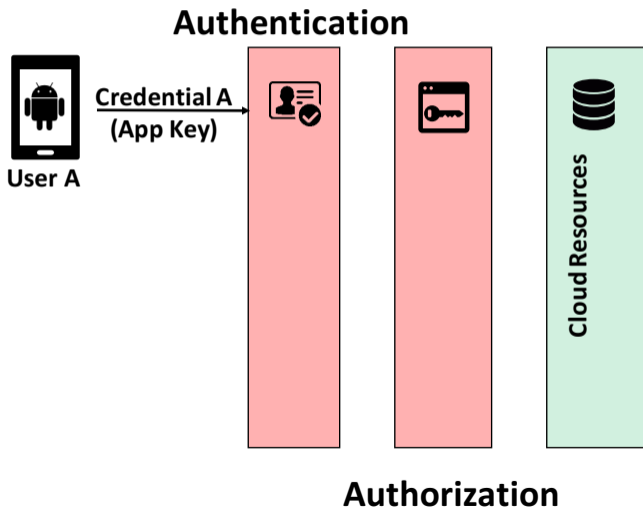 Authentication
Credential A
(App Key)
User A
Cloud Resources
Authorization